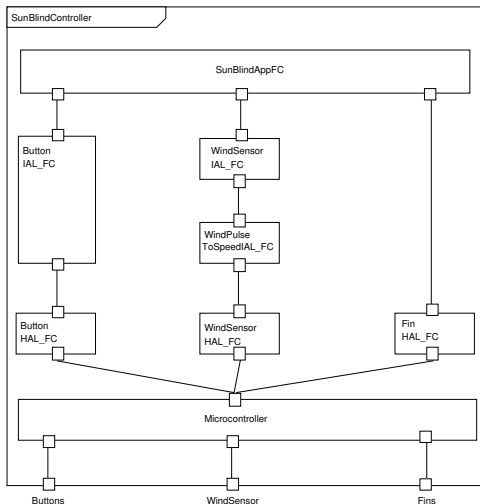 SunBlindController
SunBlindAppFC
Button
IAL_FC
WindSensor
IAL_FC
WindPulse
ToSpeedIAL_FC
Button
HAL_FC
WindSensor
HAL_FC
Fin
HAL_FC
Microcontroller
Buttons
WindSensor
Fins